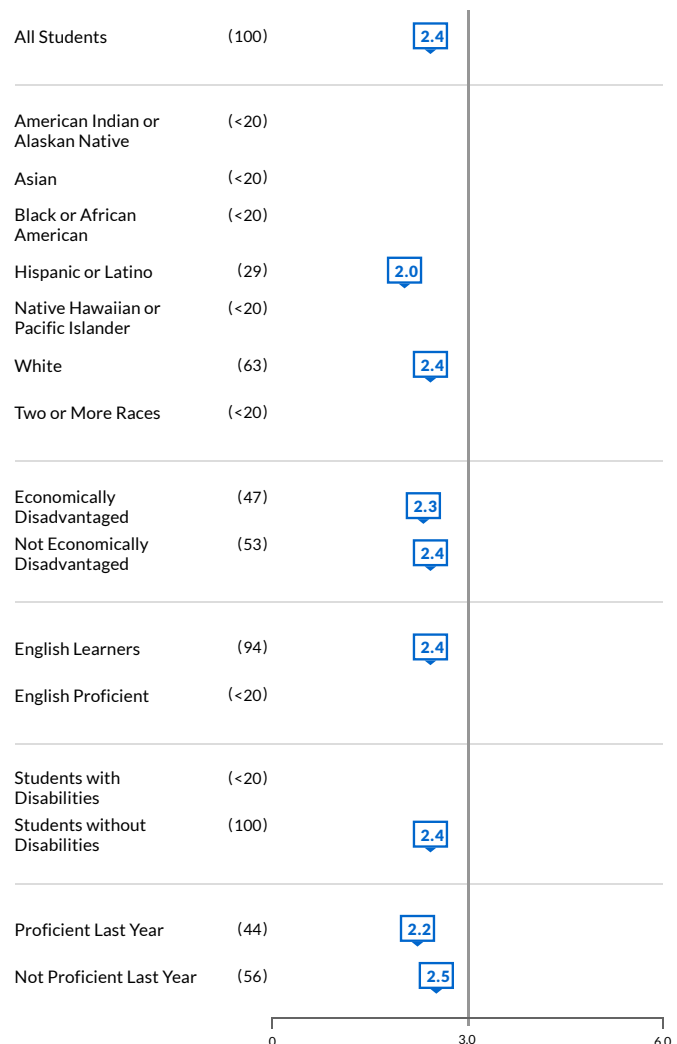 All Students (100) 2.4
American Indian or (<20)
Alaskan Native
Asian (<20)
Black or African (<20)
American
Hispanic or Latino (29) 2.0
Native Hawaiian or (<20)
Pacific Islander
White (63) 2.4
Two or More Races (<20)
Economically (47) 2.3
Disadvantaged
Not Economically (53) 2.4
Disadvantaged
English Learners (94) 2.4
English Proficient (<20)
Students with (<20)
Disabilities
Students without (100) 2.4
Disabilities
Proficient Last Year (44) 2.2
Not Proficient Last Year (56) 2.5
0 3.0 6.0